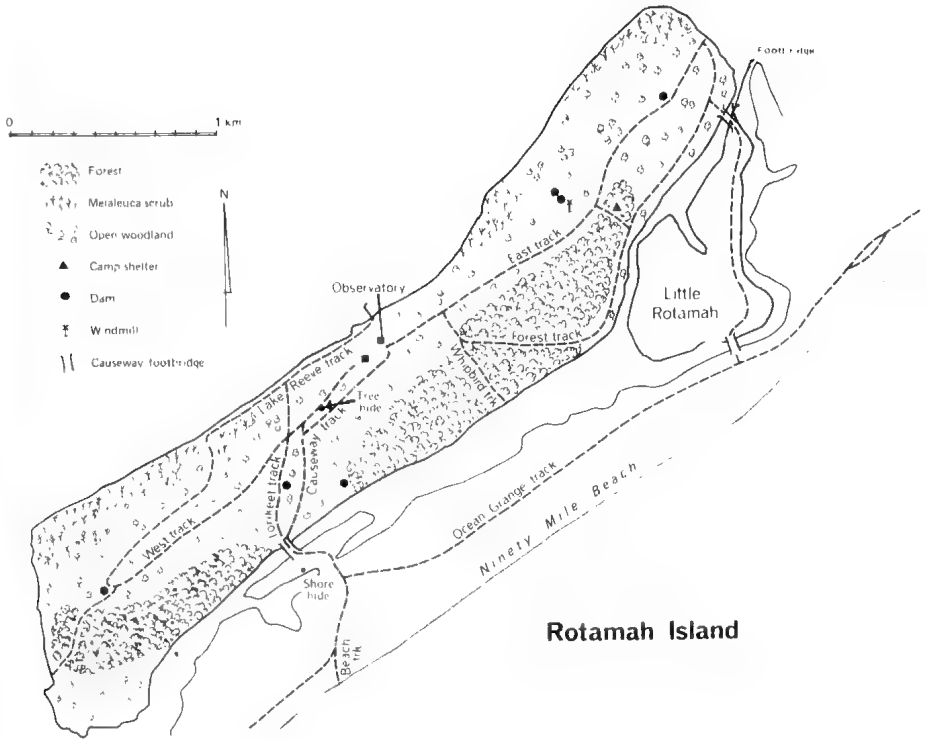 Footbridge
0
1 km
Forest
Melaleuca scrub
Open woodland
Camp shelter
Dam
Windmill
Causeway footbridge
N
Observatory
East track
Little
Rotamah
Forest track
Whipbird trk
Lake Reeve track
Tree
hide
Causeway track
Lorikeet track
West track
Ocean Grange track
Ninety Mile Beach
Shore
hide
Beach
trk
Rotamah Island